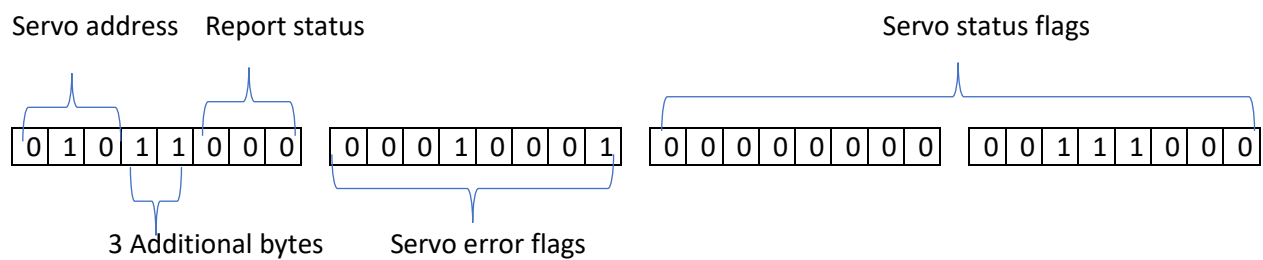 Servo address Report status Servo status flags
0 1 0 1 1 0 0 0 0 0 0 1 0 0 0 1 0 0 0 0 0 0 0 0 0 0 1 1 1 0 0 0
3 Additional bytes Servo error flags